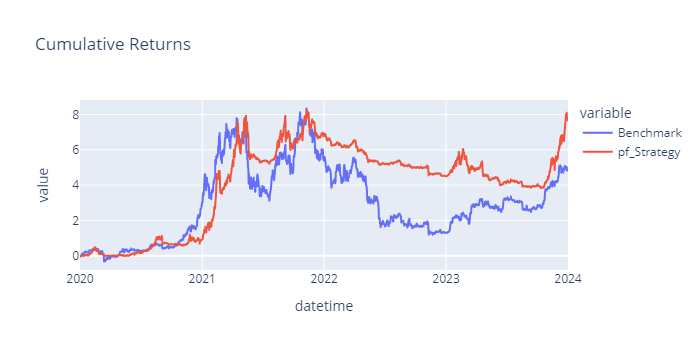 Cumulative Returns
variable
Benchmark
pf_Strategy
value
8
6
4
2
0
2020
2021
2022
2023
2024
datetime